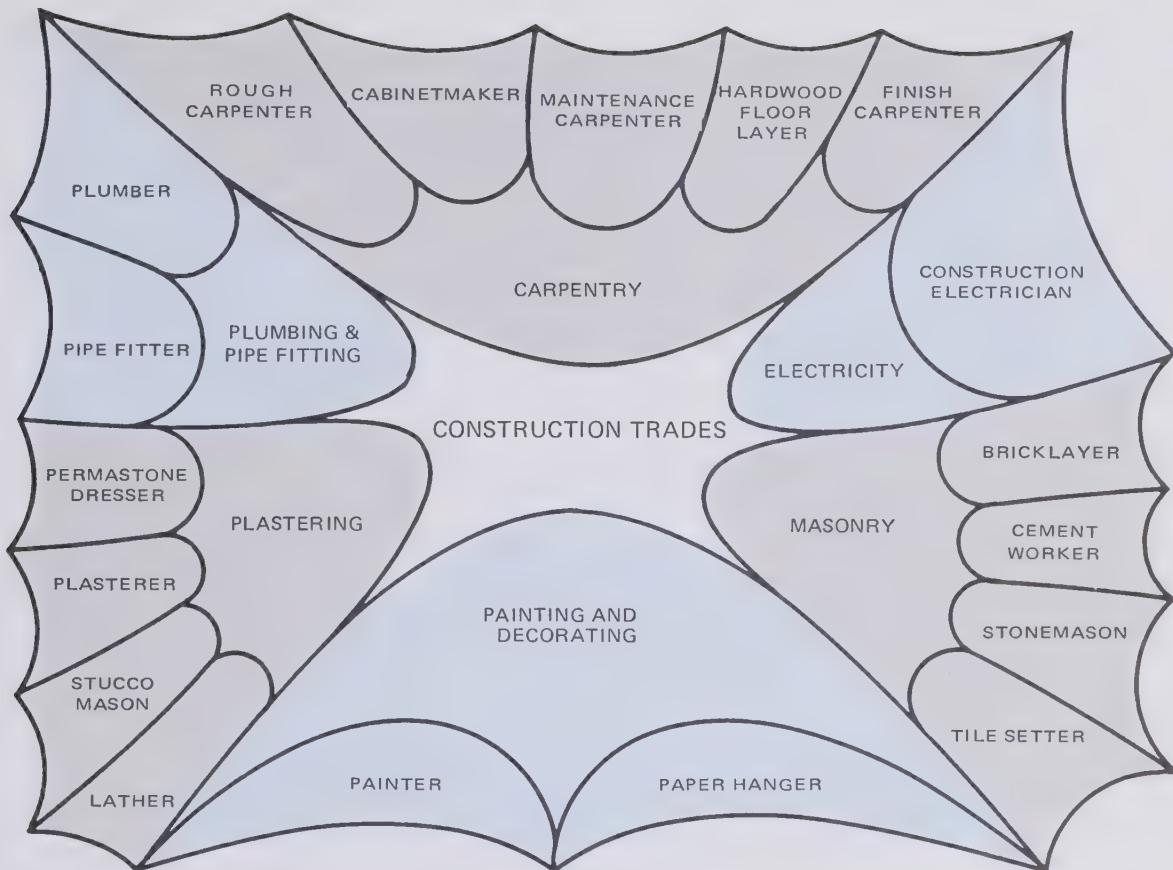 ROUGH
CARPENTER
CABINETMAKER
MAINTENANCE
CARPENTER
HARDWOOD
FLOOR
LAYER
FINISH
CARPENTER
PLUMBER
PIPE FITTER
PLUMBING &
PIPE FITTING
CARPENTRY
CONSTRUCTION
ELECTRICIAN
ELECTRICITY
CONSTRUCTION TRADES
PERMASTONE
DRESSER
PLASTERER
STUCCO
MASON
LATHER
PLASTERING
MASONRY
BRICKLAYER
CEMENT
WORKER
STONEMASON
TILE SETTER
PAINTING AND
DECORATING
PAINTER
PAPER HANGER